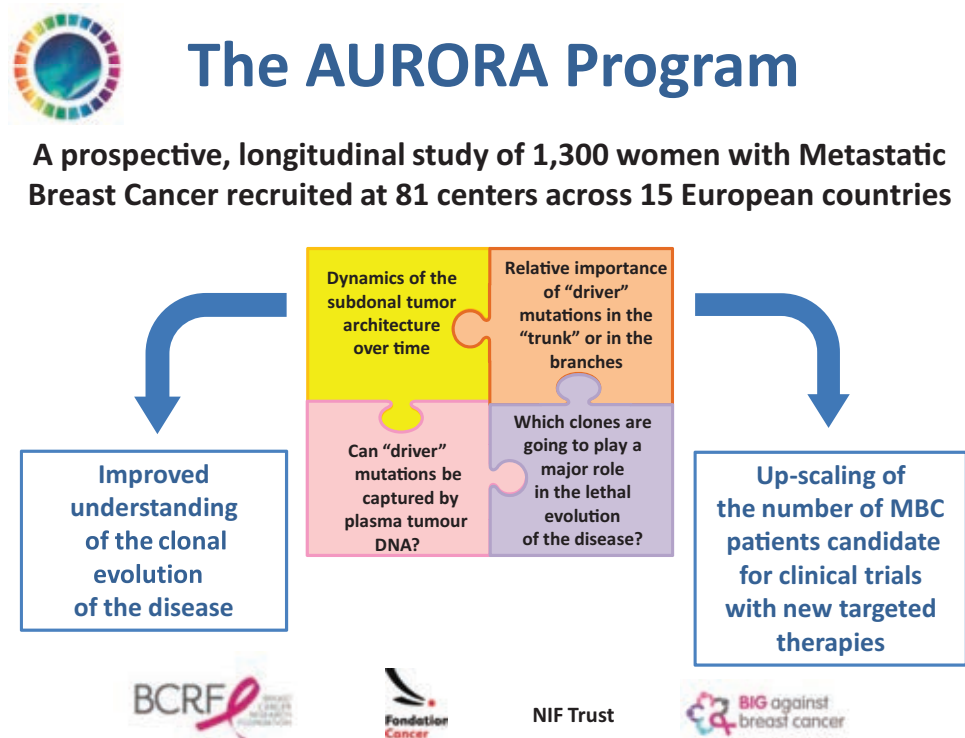 The AURORA Program
A prospective, longitudinal study of 1,300 women with Metastatic
Breast Cancer recruited at 81 centers across 15 European countries
Dynamics of the
subdonal tumor
architecture
over time
Relative importance
of “driver”
mutations in the
“trunk” or in the
branches
Can “driver”
mutations be
captured by
plasma tumour
DNA?
Which clones are
going to play a
major role
in the lethal
evolution
of the disease?
Improved
understanding
of the clonal
evolution
of the disease
Up-scaling of
the number of MBC
patients candidate
for clinical trials
with new targeted
therapies
BCRF
BREAST
CANCER
RESEARCH
FOUNDATION
Fondation
Cancer
NIF Trust
BIG against
breast cancer